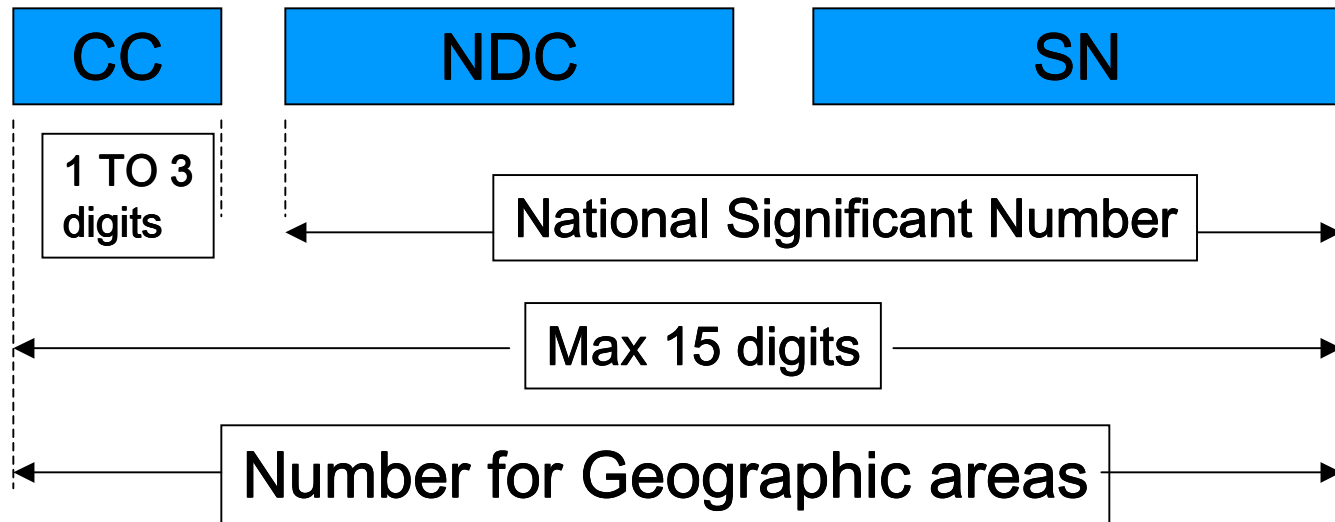 CC
NDC
SN
1 TO 3
digits
National Significant Number
Max 15 digits
Number for Geographic areas